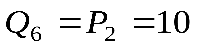 Q₆ = P₂ = 10